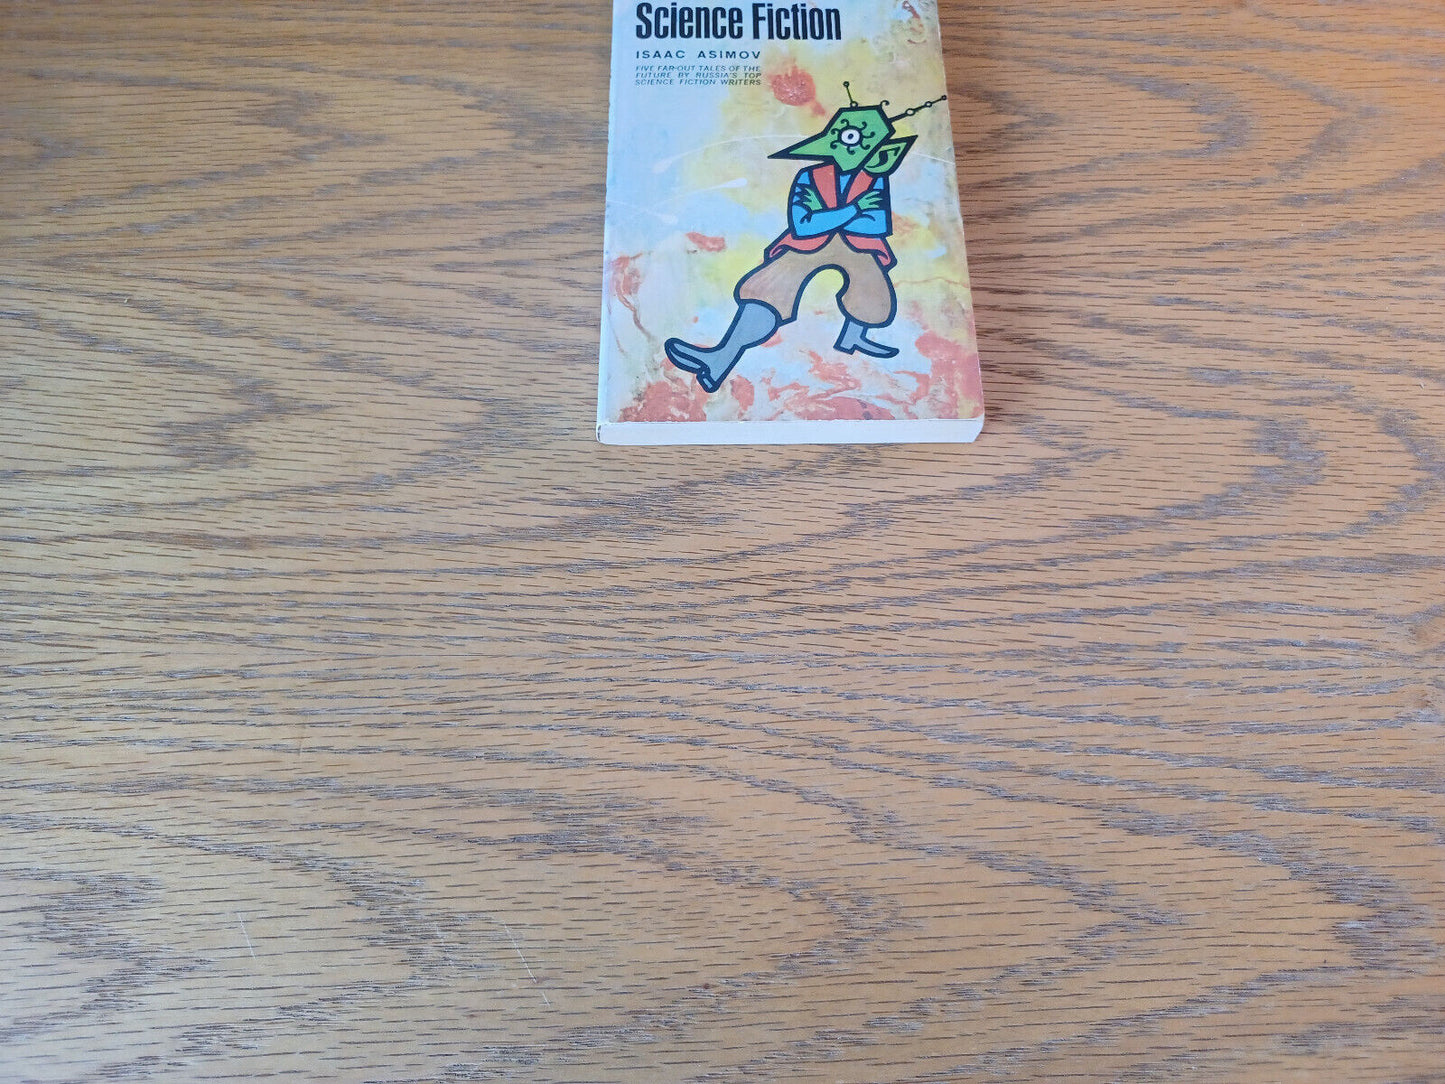 Science Fiction
ISAAC ASIMOV
FIVE FAR-OUT TALES OF THE
FUTURE BY RUSSIA'S TOP
SCIENCE FICTION WRITERS